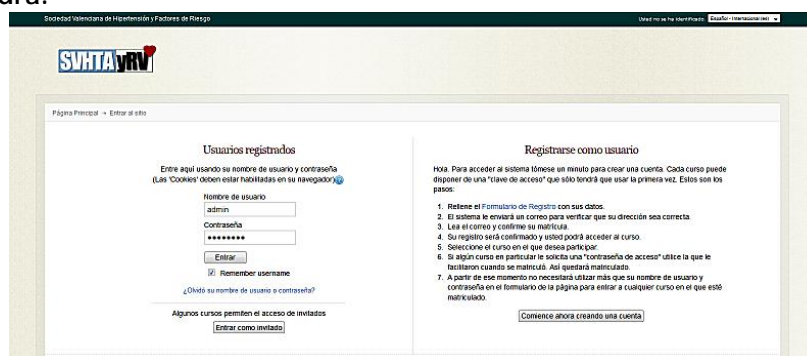 Sociedad Valenciana de Hipertensión y Factores de Riesgo
Usted no se ha identificado. Español - Internacional (es)
SVHTAyRV
Página Principal → Entrar al sitio
Usuarios registrados
Entre aquí usando su nombre de usuario y contraseña
(Las 'Cookies' deben estar habilitadas en su navegador)
Nombre de usuario
admin
Contraseña
••••••••
Entrar
Remember username
¿Olvidó su nombre de usuario o contraseña?
Algunos cursos permiten el acceso de invitados
Entrar como invitado
Registrarse como usuario
Hola. Para acceder al sistema tómese un minuto para crear una cuenta. Cada curso puede
disponer de una "clave de acceso" que sólo tendrá que usar la primera vez. Estos son los
pasos:
1. Rellene el Formulario de Registro con sus datos.
2. El sistema le enviará un correo para verificar que su dirección sea correcta.
3. Lea el correo y confirme su matrícula.
4. Su registro será confirmado y usted podrá acceder al curso.
5. Seleccione el curso en el que desea participar.
6. Si algún curso en particular le solicita una "contraseña de acceso" utilice la que le
facilitaron cuando se matriculó. Así quedará matriculado.
7. A partir de ese momento no necesitará utilizar más que su nombre de usuario y
contraseña en el formulario de la página para entrar a cualquier curso en el que esté
matriculado.
Comience ahora creando una cuenta